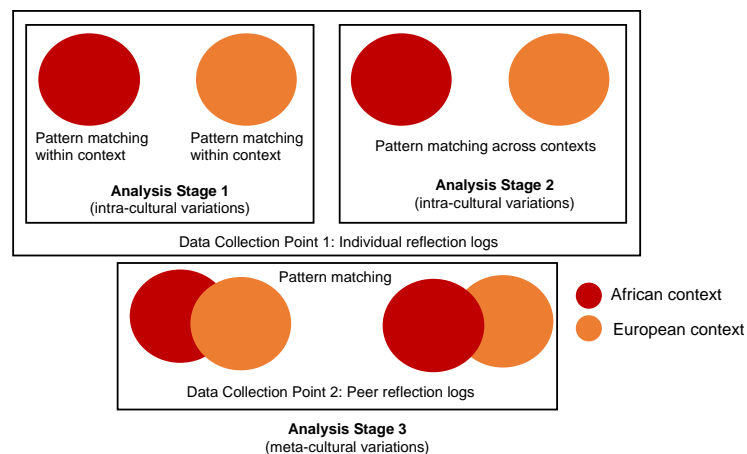 Pattern matching
within context
Pattern matching
within context
Analysis Stage 1
(intra-cultural variations)
Pattern matching across contexts
Analysis Stage 2
(intra-cultural variations)
Data Collection Point 1: Individual reflection logs
Pattern matching
Data Collection Point 2: Peer reflection logs
Analysis Stage 3
(meta-cultural variations)
African context
European context